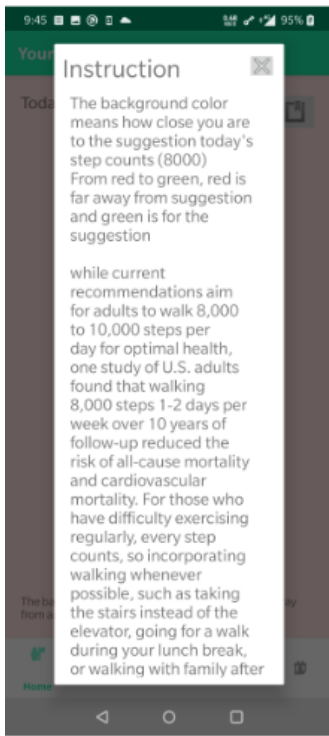 9:45
95%
Your
Instruction
Toda
The background color
means how close you are
to the suggestion today's
step counts (8000)
From red to green, red is
far away from suggestion
and green is for the
suggestion
while current
recommendations aim
for adults to walk 8,000
to 10,000 steps per
day for optimal health,
one study of U.S. adults
found that walking
8,000 steps 1-2 days per
week over 10 years of
follow-up reduced the
risk of all-cause mortality
and cardiovascular
mortality. For those who
have difficulty exercising
regularly, every step
counts, so incorporating
walking whenever
possible, such as taking
the stairs instead of the
elevator, going for a walk
during your lunch break,
or walking with family after
The ba
ay
from a
Home